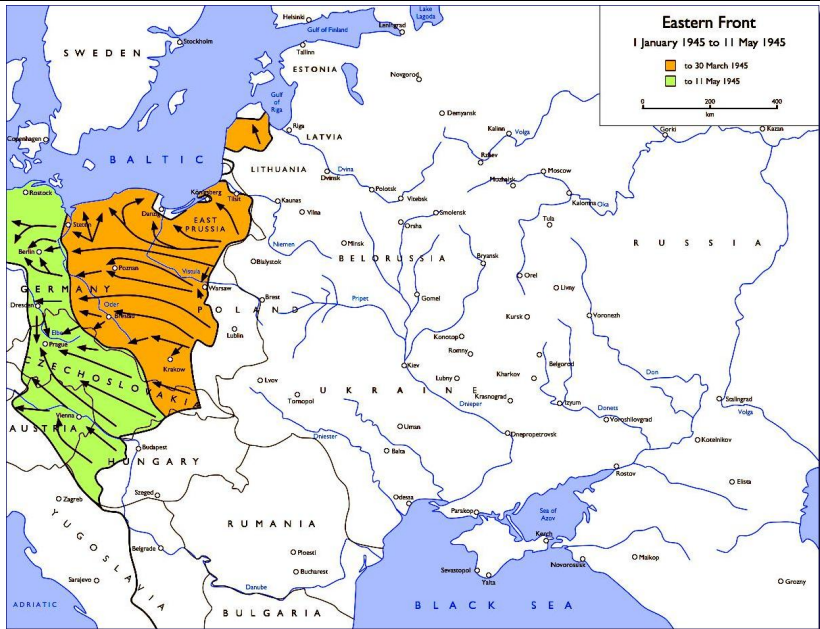 Eastern Front
1 January 1945 to 11 May 1945
to 30 March 1945
to 11 May 1945
0 200 400
km
Helsinki
Lake
Lagoda
Leningrad
Gulf of Finland
Stockholm
SWEDEN
Tallinn
ESTONIA
Novgorod
Gulf
of
Riga
Demyansk
Riga
LATVIA
Kalinn
Volga
Gorki
Kazan
Copenhagen
Rzhev
BALTIC
LITHUANIA
Dvina
Dvinsk
Moscow
Mozhaisk
Polotsk
Rostock
Königsberg
Tilsit
Kaunas
Vitebsk
Kolomna
Oka
Danzig
Vilna
Smolensk
Stettin
EAST
PRUSSIA
Orsha
Tula
Niemen
Minsk
RUSSIA
Berlin
Bialystok
BELORUSSIA
Bryansk
Poznan
Vistula
Orel
GERMANY
Warsaw
Livny
Brest
Gomel
Dresden
Oder
POLAND
Pripet
Breslau
Kursk
Voronezh
Elbe
Lublin
Konotop
Prague
Romny
Belgorod
CZECHOSLOVAKIA
Krakow
Kiev
Don
Lvov
Lubny
Kharkov
Tornopol
UKRAINE
Krasnograd
Stalingrad
Dnieper
Izyum
Donets
Volga
Vienna
Voroshilovgrad
AUSTRIA
Uman
Dniester
Dnepropetrovsk
Kotelnikov
Budapest
Balta
HUNGARY
Rostov
Elista
Zagreb
Szeged
Odessa
Parskop
Sea of
Azov
YUGOSLAVIA
RUMANIA
Kerch
Belgrade
Ploesti
Maikop
Novorossisk
Sevastopol
Bucharest
Yalta
Sarajevo
Grozny
Danube
ADRIATIC
BULGARIA
BLACK SEA